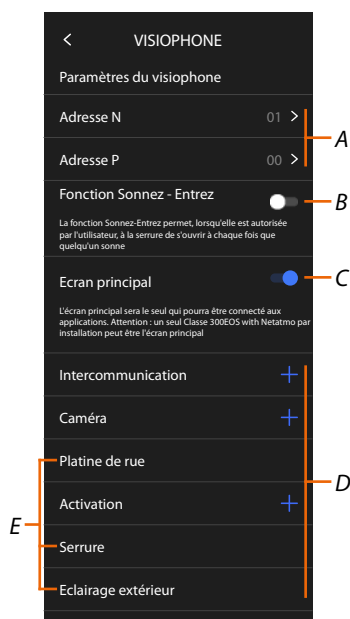 VISIOPHONE
Paramètres du visiophone
Adresse N 01
A
Adresse P 00
Fonction Sonnez - Entrez
B
La fonction Sonnez-Entrez permet, lorsqu'elle est autorisée
par l'utilisateur, à la serrure de s'ouvrir à chaque fois que
quelqu'un sonne
Ecran principal
C
L'écran principal sera le seul qui pourra être connecté aux
applications. Attention : un seul Classe 300EOS with Netatmo par
installation peut être l'écran principal
Intercommunication
Caméra
Platine de rue
D
Activation
E
Serrure
Eclairage extérieur